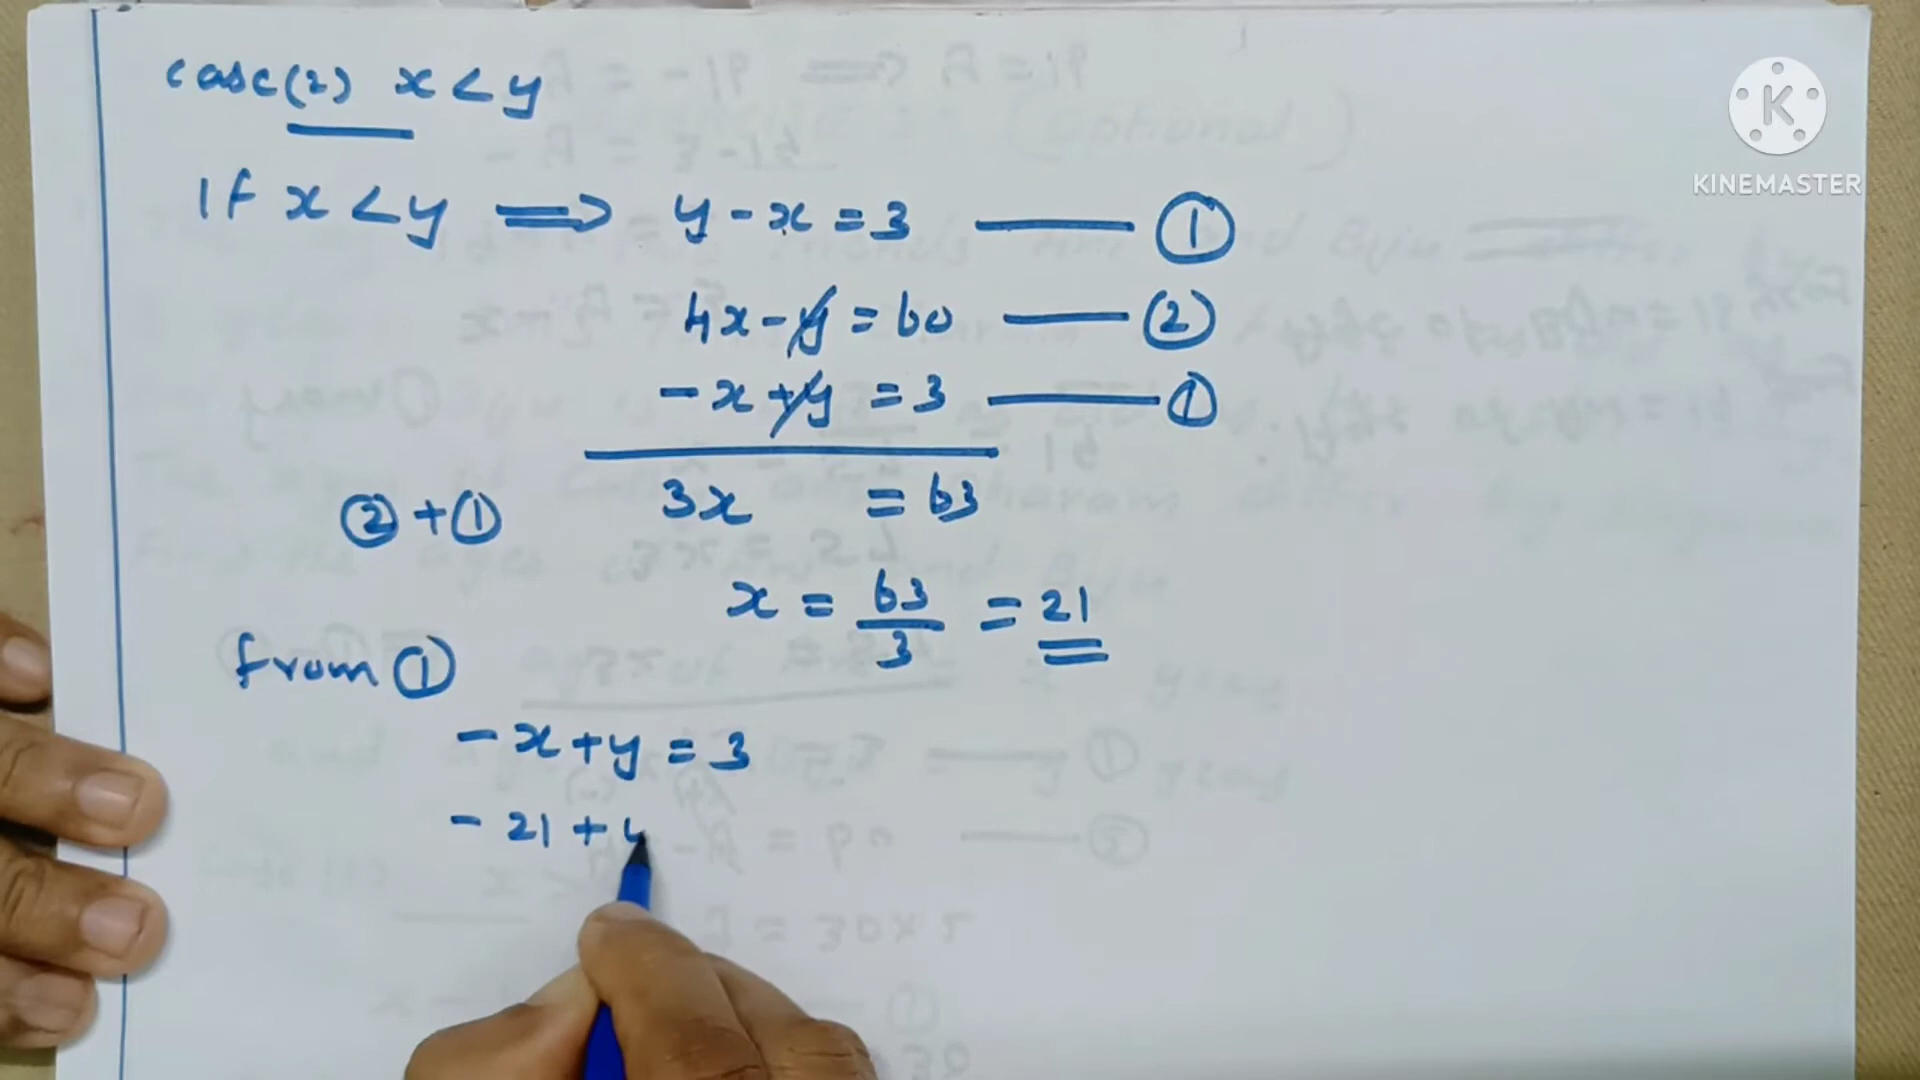 case (2) x < y
If x < y ⟹ y - x = 3 —— ①
4x - y = 60 —— ②
- x + y = 3 —— ①
② + ① 3x = 63
x = 63/3 = 21
from ①
- x + y = 3
- 21 +
K
KINEMASTER